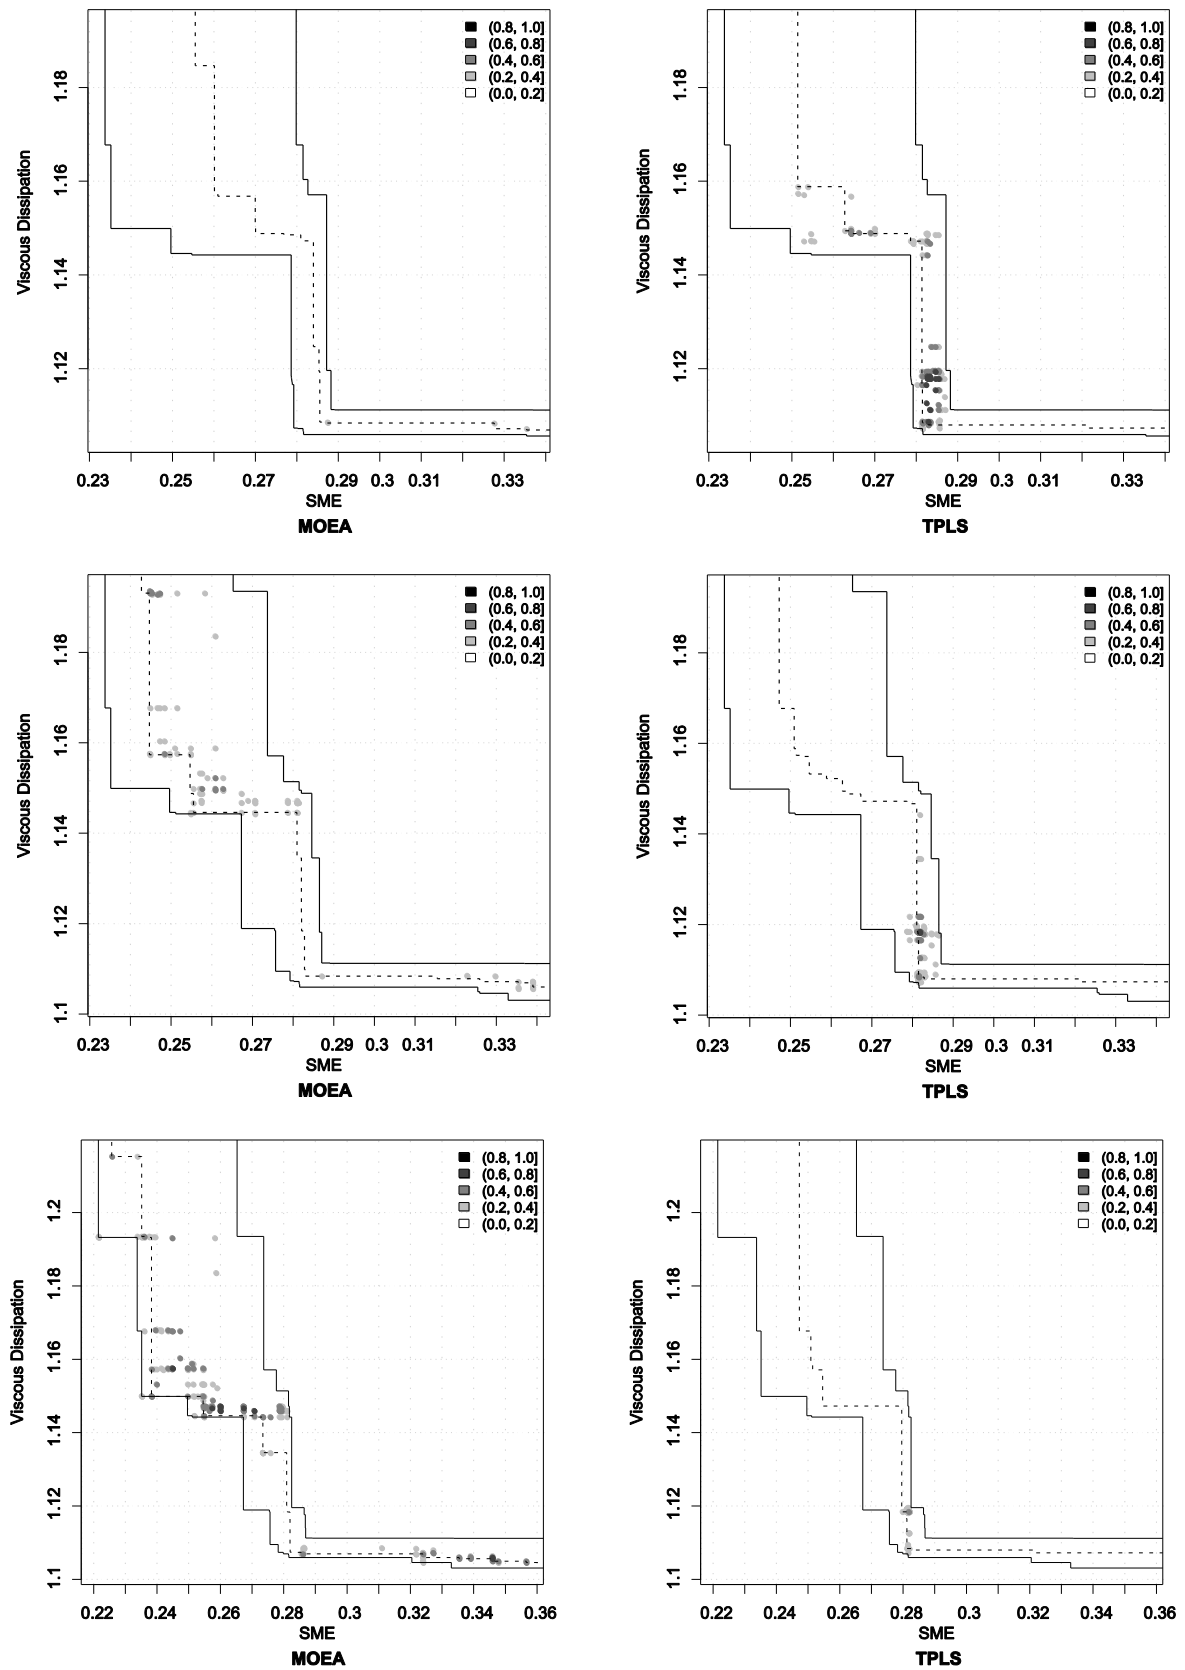 (0.8, 1.0]
(0.6, 0.8]
(0.4, 0.6]
(0.2, 0.4]
(0.0, 0.2]
Viscous Dissipation
1.12 1.14 1.16 1.18
0.23 0.25 0.27 0.29 0.3 0.31 0.33
SME
MOEA
(0.8, 1.0]
(0.6, 0.8]
(0.4, 0.6]
(0.2, 0.4]
(0.0, 0.2]
Viscous Dissipation
1.12 1.14 1.16 1.18
0.23 0.25 0.27 0.29 0.3 0.31 0.33
SME
TPLS
(0.8, 1.0]
(0.6, 0.8]
(0.4, 0.6]
(0.2, 0.4]
(0.0, 0.2]
Viscous Dissipation
1.1 1.12 1.14 1.16 1.18
0.23 0.25 0.27 0.29 0.3 0.31 0.33
SME
MOEA
(0.8, 1.0]
(0.6, 0.8]
(0.4, 0.6]
(0.2, 0.4]
(0.0, 0.2]
Viscous Dissipation
1.1 1.12 1.14 1.16 1.18
0.23 0.25 0.27 0.29 0.3 0.31 0.33
SME
TPLS
(0.8, 1.0]
(0.6, 0.8]
(0.4, 0.6]
(0.2, 0.4]
(0.0, 0.2]
Viscous Dissipation
1.1 1.12 1.14 1.16 1.18 1.2
0.22 0.24 0.26 0.28 0.3 0.32 0.34 0.36
SME
MOEA
(0.8, 1.0]
(0.6, 0.8]
(0.4, 0.6]
(0.2, 0.4]
(0.0, 0.2]
Viscous Dissipation
1.1 1.12 1.14 1.16 1.18 1.2
0.22 0.24 0.26 0.28 0.3 0.32 0.34 0.36
SME
TPLS